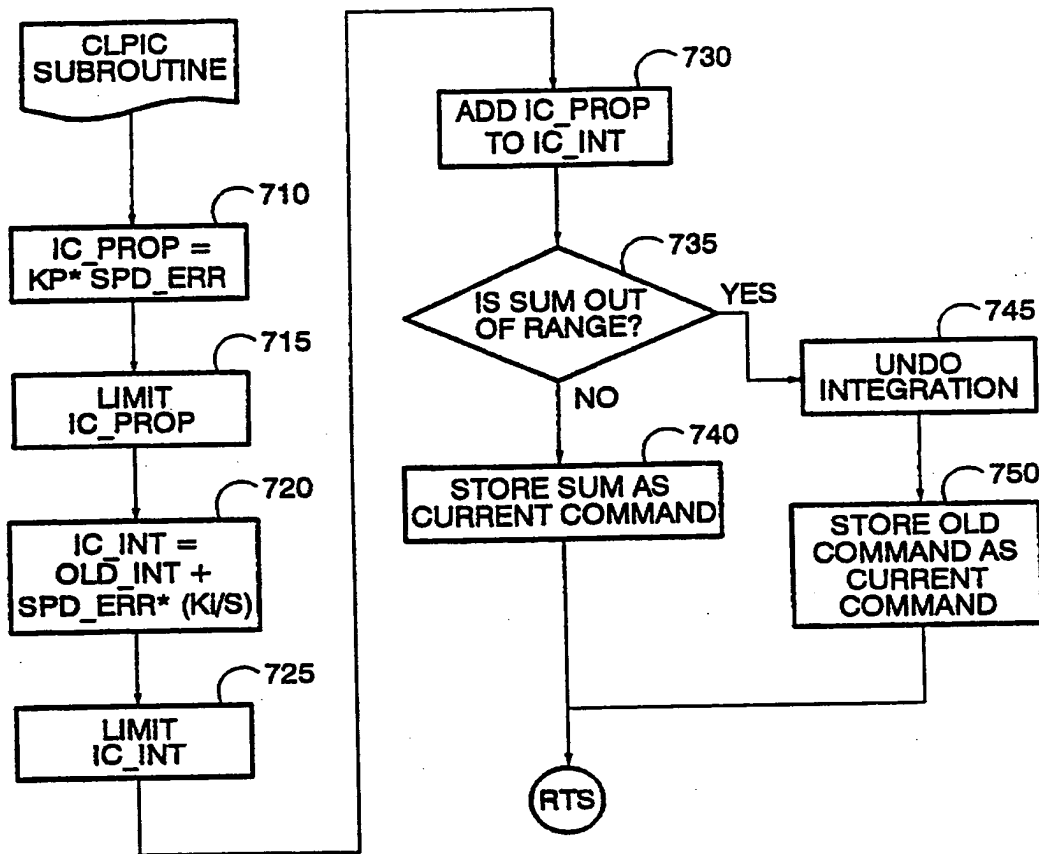 CLPIC
SUBROUTINE
710
IC_PROP =
KP* SPD_ERR
715
LIMIT
IC_PROP
720
IC_INT =
OLD_INT +
SPD_ERR* (KI/S)
725
LIMIT
IC_INT
730
ADD IC_PROP
TO IC_INT
735
IS SUM OUT
OF RANGE?
YES
NO
740
STORE SUM AS
CURRENT COMMAND
745
UNDO
INTEGRATION
750
STORE OLD
COMMAND AS
CURRENT
COMMAND
RTS